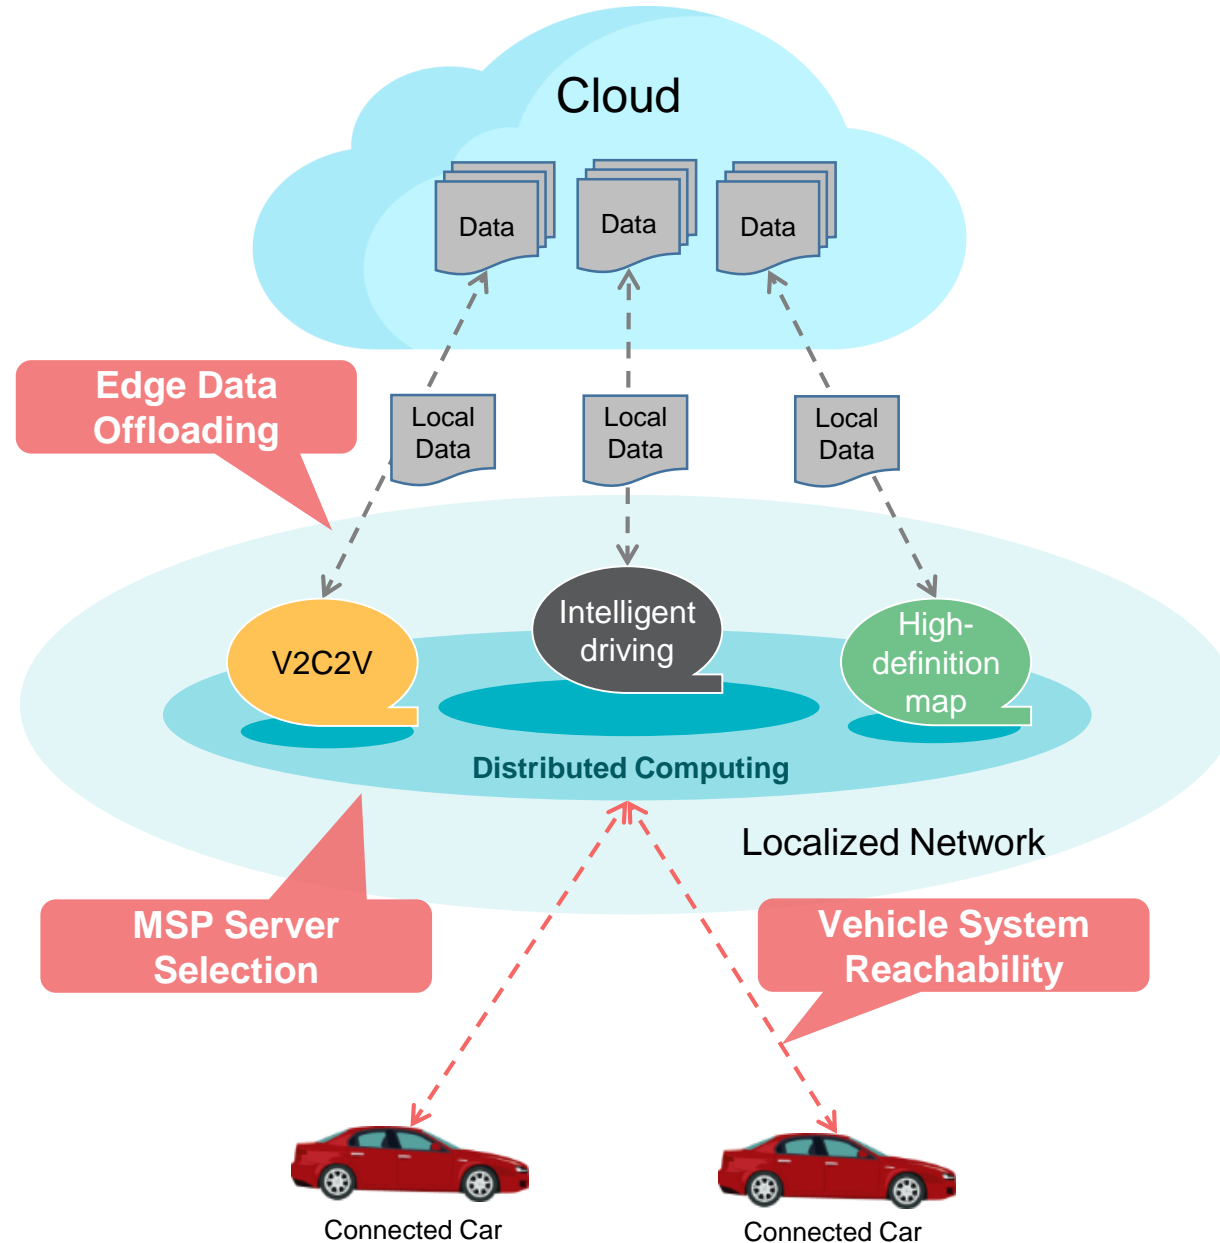 Cloud
Data
Data
Data
Edge Data
Offloading
Local
Data
Local
Data
Local
Data
V2C2V
Intelligent
driving
High-
definition
map
Distributed Computing
Localized Network
MSP Server
Selection
Vehicle System
Reachability
Connected Car
Connected Car